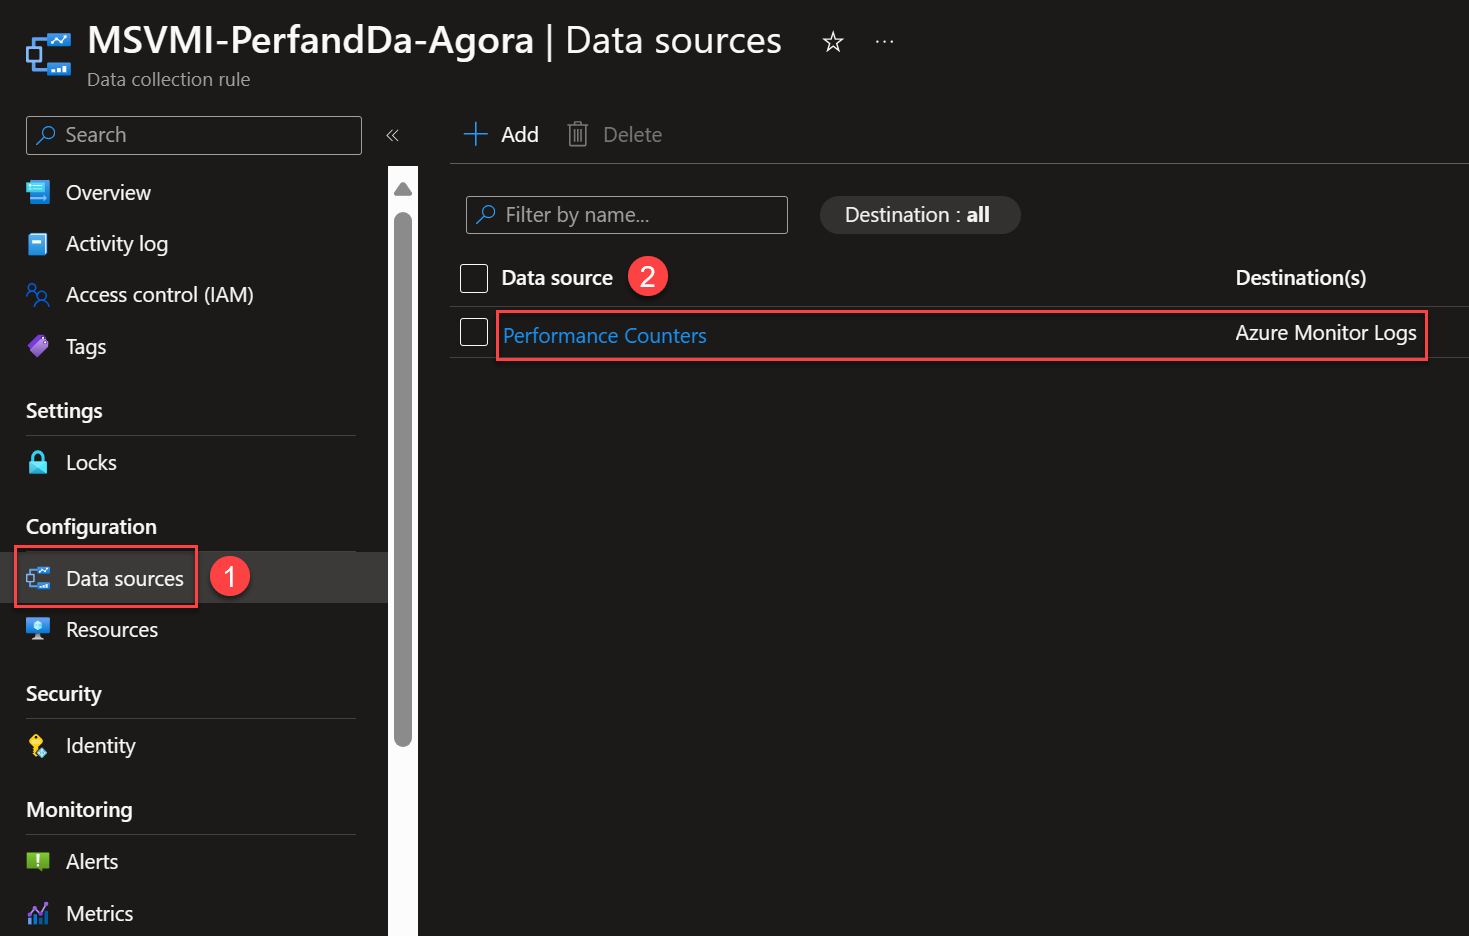 MSVMI-PerfandDa-Agora | Data sources
Data collection rule
Search
Overview
Activity log
Access control (IAM)
Tags
Settings
Locks
Configuration
Data sources 1
Resources
Security
Identity
Monitoring
Alerts
Metrics
Add Delete
Filter by name... Destination : all
Data source 2 Destination(s)
Performance Counters Azure Monitor Logs